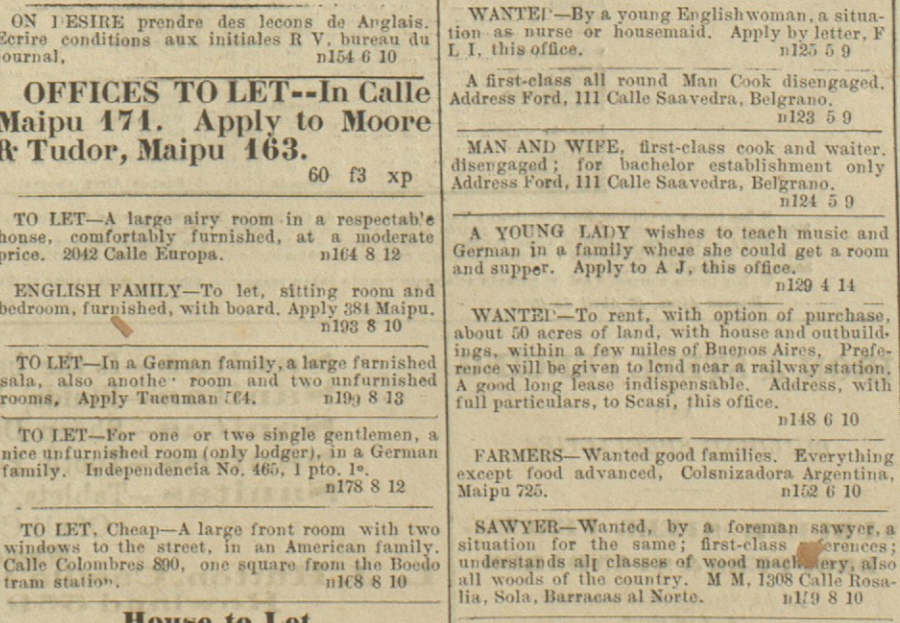 ON DESIRE prendre des lecons de Anglais.
Ecrire conditions aux initiales R V, bureau du
journal, n154 6 10
OFFICES TO LET--In Calle
Maipu 171. Apply to Moore
& Tudor, Maipu 163.
60 f3 xp
TO LET—A large airy room in a respectable
house, comfortably furnished, at a moderate
price. 2042 Calle Europa. n164 8 12
ENGLISH FAMILY—To let, sitting room and
bedroom, furnished, with board. Apply 381 Maipu.
n193 8 10
TO LET—In a German family, a large farnished
sala, also anothe room and two unfurnished
rooms, Apply Tucuman 8 13
TO LET—For one or two single gentlemen, a
nice unfurnished room (only lodger), in a German
family. Independencia No. 465, 1 pto. 1º.
n178 8 12
TO LET, Cheap—A large front room with two
windows to the street, in an American family.
Calle Colombres 890, one square from the Boedo
tram station. 8 10
House to Let
WANTED—By a young Englishwoman, a situa-
tion as nurse or housemaid. Apply by letter, F
L I, this office. n125 5 9
A first-class all round Man Cook disengaged.
Address Ford, 111 Calle Saavedra, Belgrano.
n123 5 9
MAN AND WIFE, first-class cook and waiter.
disengaged; for bachelor establishment only
Address Ford, 111 Calle Saavedra, Belgrano.
n124 5 9
A YOUNG LADY wishes to teach music and
German in a family where she could get a room
and supper. Apply to A J, this office.
n129 4 14
WANTED—To rent, with option of purchase,
about 50 acres of land, with house and outbuild-
ings, within a few miles of Buenos Aires, Prefe-
rence will be given to lend near a railway station.
A good long lease indispensable. Address, with
full particulars, to Scasi, this office.
n148 6 10
FARMERS—Wanted good families. Everything
except food advanced, Colsnizadora Argentina,
Maipu 725. n152 6 10
SAWYER—Wanted, by a foreman sawyer, a
situation for the same; first-class erences;
understands all classes of wood machinery, also
all woods of the country. M M, 1308 Calle Rosa-
lia, Sola, Barracas al Norte. 8 10